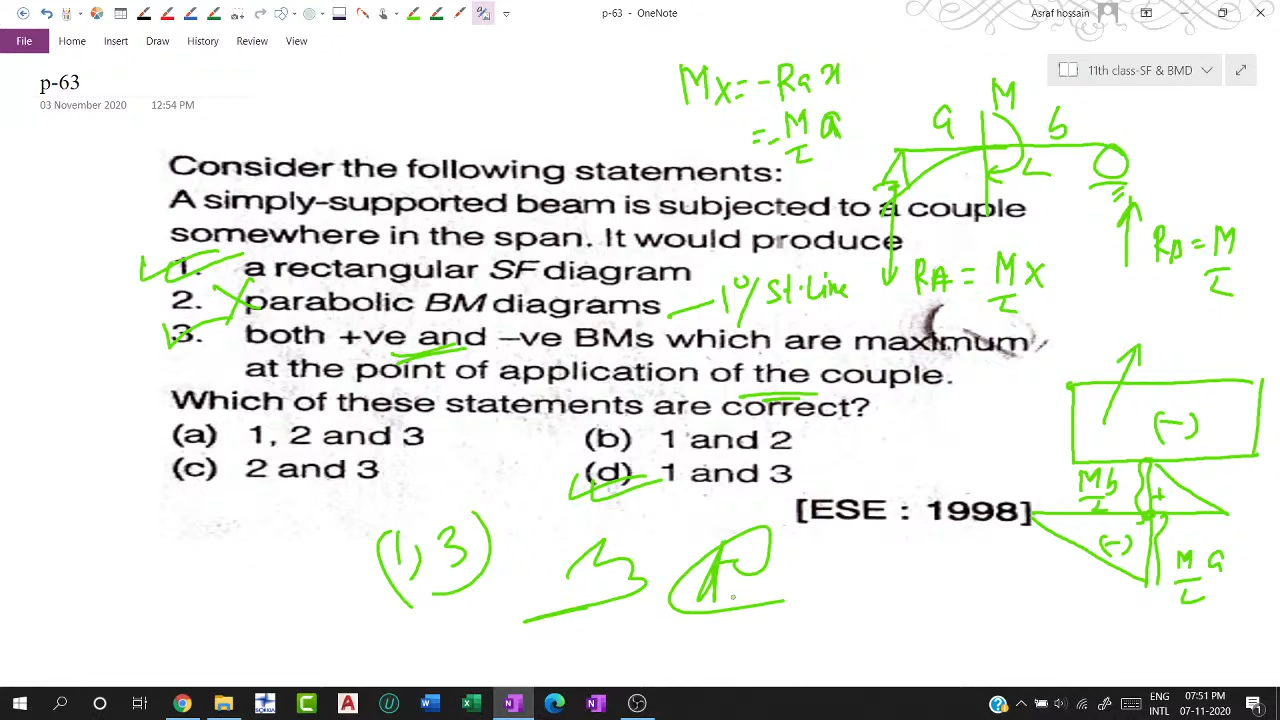 p-63 - OneNote
Asraf hossain
File Home Insert Draw History Review View
p-63
03 November 2020 12:54 PM
11th class-SF & BMD
Mx = - Ra x
= - M/L a
M
a
b
L
RA = M/L x
RB = M/L
Consider the following statements:
A simply-supported beam is subjected to a couple
somewhere in the span. It would produce
1. a rectangular SF diagram
2. parabolic BM diagrams
1° St. Line
3. both +ve and –ve BMs which are maximum
at the point of application of the couple.
Which of these statements are correct?
(a) 1, 2 and 3 (b) 1 and 2
(c) 2 and 3 (d) 1 and 3
[ESE : 1998]
(1, 3)
(-)
M/L b
+
(-)
M/L a
ENG
INTL
07:51 PM
07-11-2020